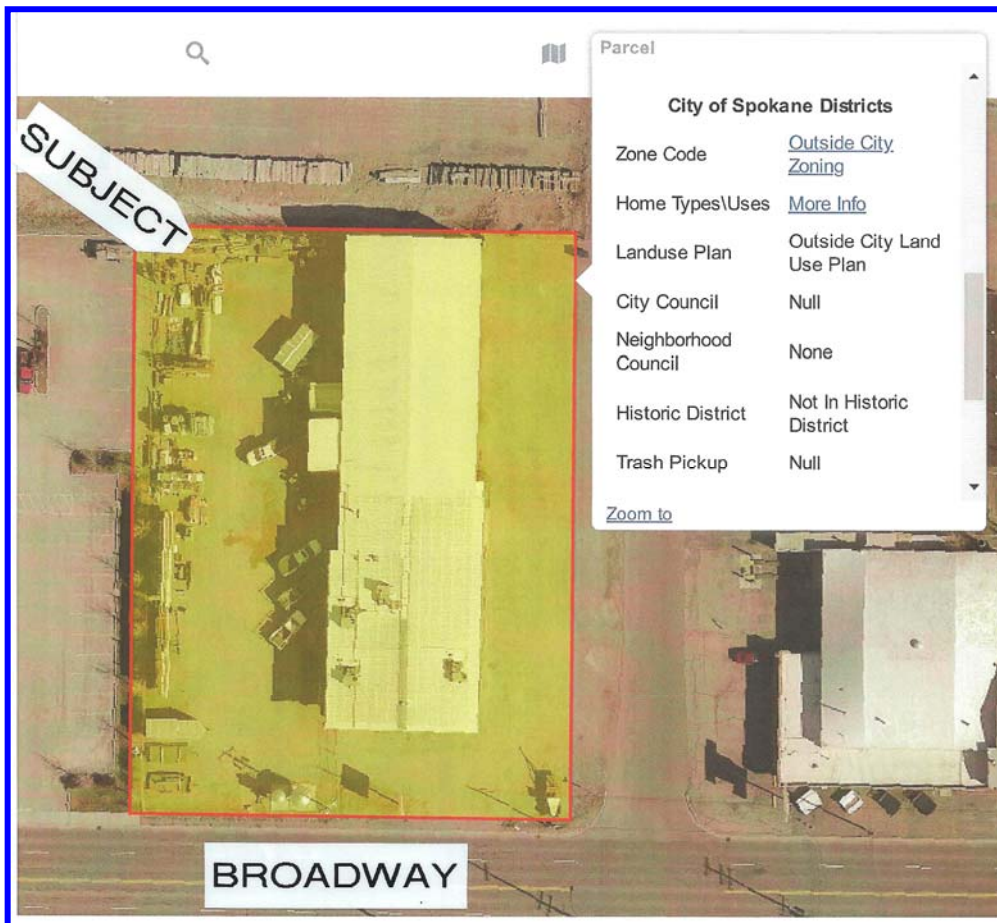 Parcel
City of Spokane Districts
Zone Code
Outside City
Zoning
Home Types\Uses
More Info
Landuse Plan
Outside City Land
Use Plan
City Council
Null
Neighborhood
Council
None
Historic District
Not In Historic
District
Trash Pickup
Null
Zoom to
SUBJECT
BROADWAY